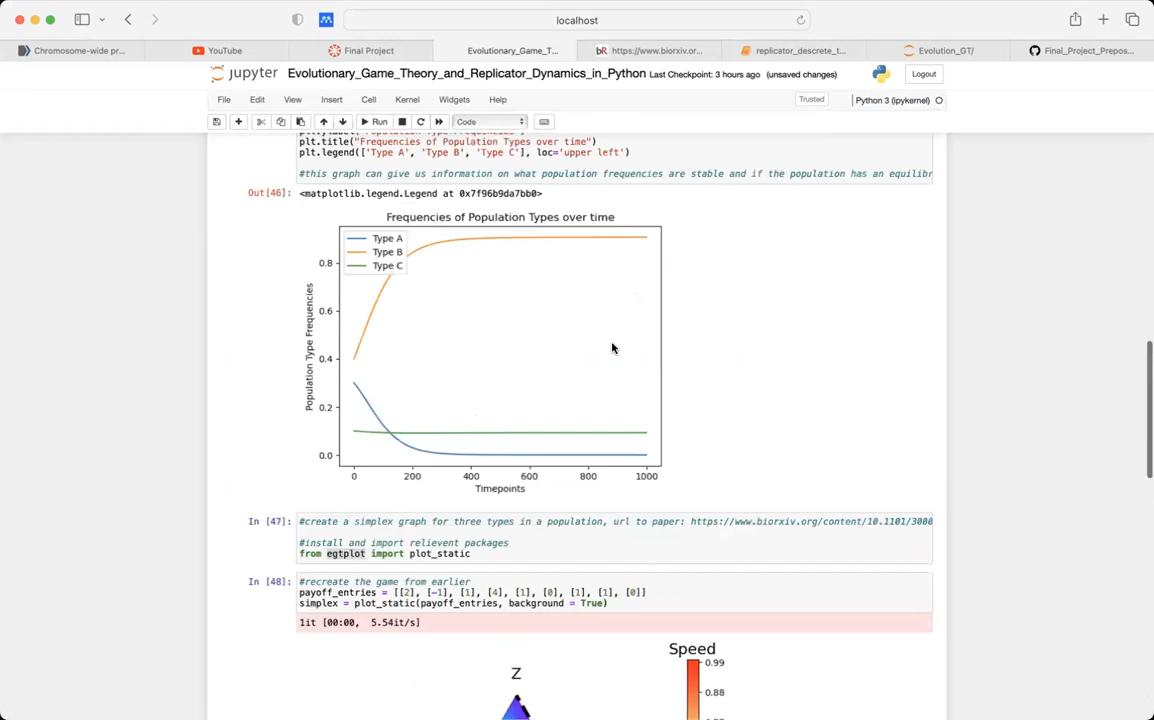 localhost
Chromosome-wide pr...
YouTube
Final Project
Evolutionary_Game_T...
bR https://www.biorxiv.or...
replicator_descrete_t...
Evolution_GT/
Final_Project_Prepos...
jupyter Evolutionary_Game_Theory_and_Replicator_Dynamics_in_Python Last Checkpoint: 3 hours ago (unsaved changes)
Logout
File Edit View Insert Cell Kernel Widgets Help
Trusted
Python 3 (ipykernel)
Run
Code
plt.title("Frequencies of Population Types over time")
plt.legend(['Type A', 'Type B', 'Type C'], loc='upper left')
#this graph can give us information on what population frequencies are stable and if the population has an equilibr
Out[46]: <matplotlib.legend.Legend at 0x7f96b9da7bb0>
Frequencies of Population Types over time
Type A
Type B
Type C
Population Type Frequencies
0.8
0.6
0.4
0.2
0.0
0 200 400 600 800 1000
Timepoints
In [47]: #create a simplex graph for three types in a population, url to paper: https://www.biorxiv.org/content/10.1101/3000
#install and import relievent packages
from egtplot import plot_static
In [48]: #recreate the game from earlier
payoff_entries = [[2], [-1], [1], [4], [1], [0], [1], [1], [0]]
simplex = plot_static(payoff_entries, background = True)
1it [00:00, 5.54it/s]
Speed
0.99
Z
0.88